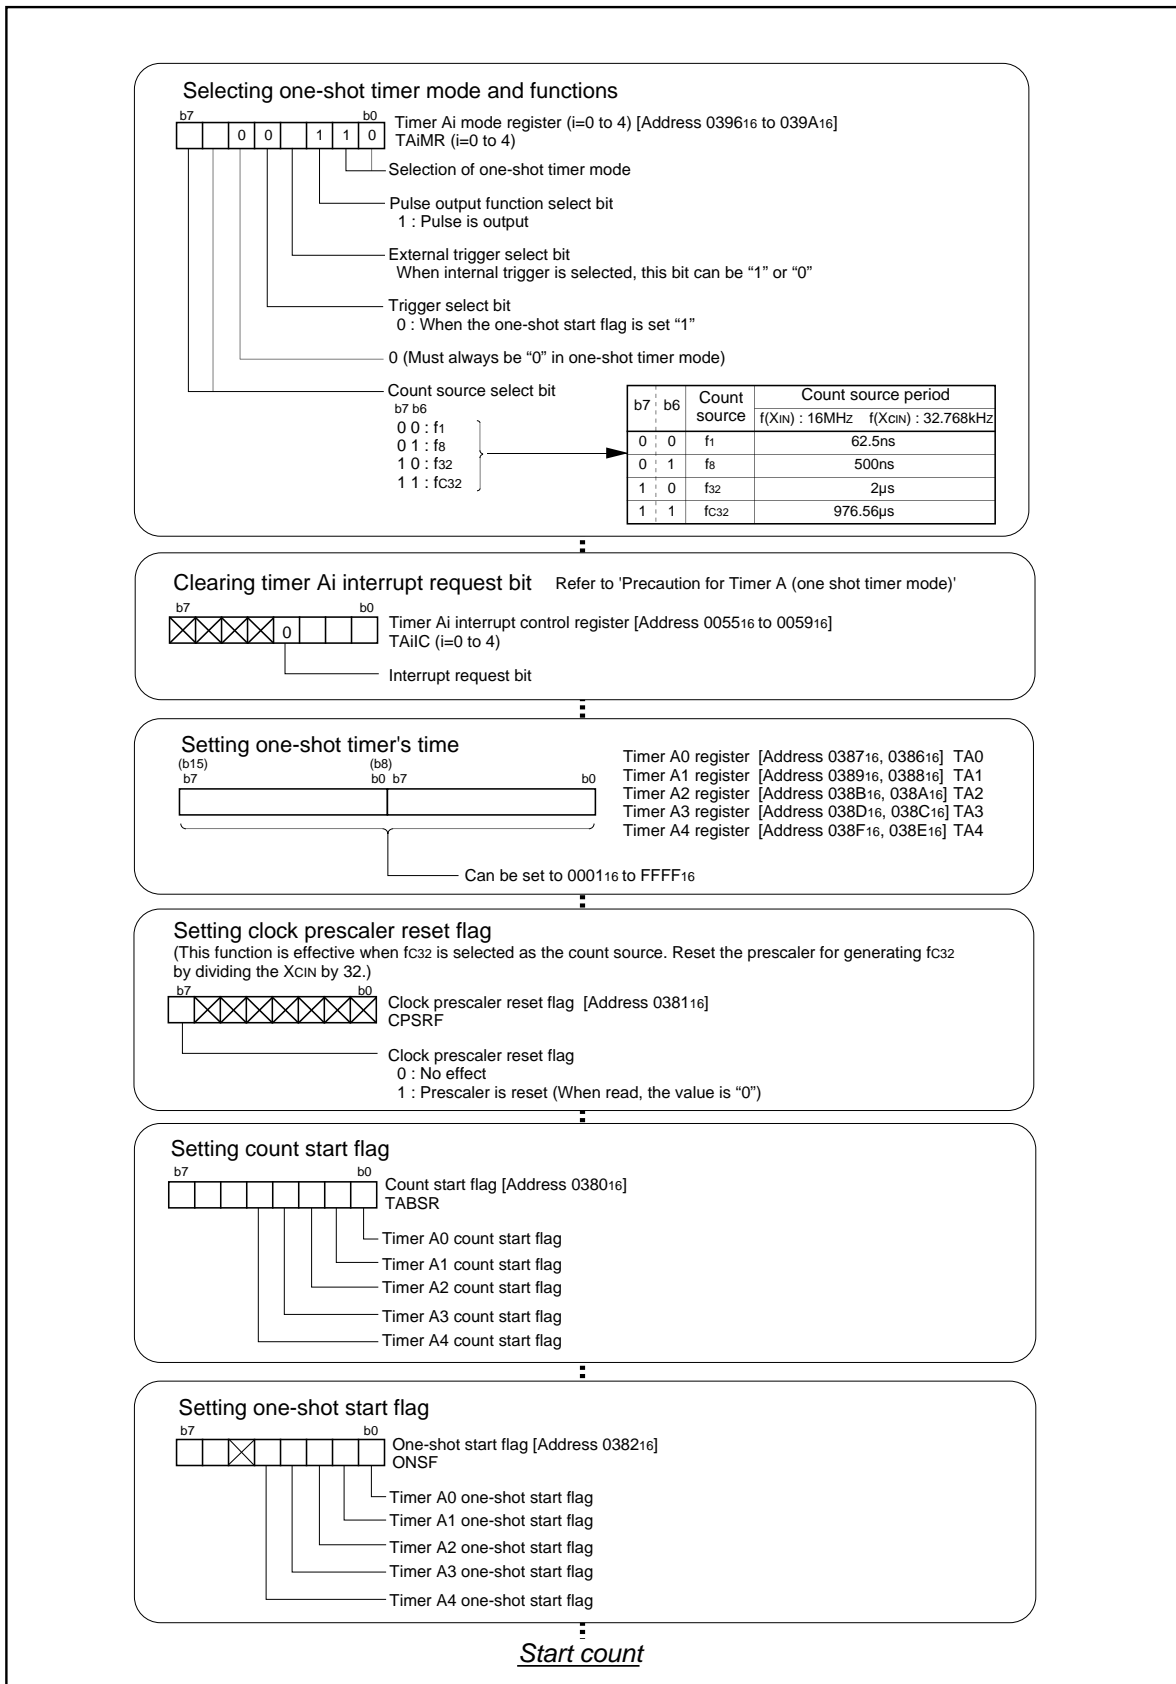 Selecting one-shot timer mode and functions
b7 b0
0 0 1 1 0
Timer Ai mode register (i=0 to 4) [Address 039616 to 039A16]
TAiMR (i=0 to 4)
Selection of one-shot timer mode
Pulse output function select bit
1 : Pulse is output
External trigger select bit
When internal trigger is selected, this bit can be “1” or “0”
Trigger select bit
0 : When the one-shot start flag is set “1”
0 (Must always be “0” in one-shot timer mode)
Count source select bit
b7 b6
0 0 : f1
0 1 : f8
1 0 : f32
1 1 : fC32
b7 b6 Count source Count source period
f(XIN) : 16MHz f(XCIN) : 32.768kHz
0 0 f1 62.5ns
0 1 f8 500ns
1 0 f32 2µs
1 1 fC32 976.56µs
Clearing timer Ai interrupt request bit Refer to 'Precaution for Timer A (one shot timer mode)'
b7 b0
0
Timer Ai interrupt control register [Address 005516 to 005916]
TAiIC (i=0 to 4)
Interrupt request bit
Setting one-shot timer's time
(b15) (b8)
b7 b0 b7 b0
Timer A0 register [Address 038716, 038616] TA0
Timer A1 register [Address 038916, 038816] TA1
Timer A2 register [Address 038B16, 038A16] TA2
Timer A3 register [Address 038D16, 038C16] TA3
Timer A4 register [Address 038F16, 038E16] TA4
Can be set to 000116 to FFFF16
Setting clock prescaler reset flag
(This function is effective when fC32 is selected as the count source. Reset the prescaler for generating fC32
by dividing the XCIN by 32.)
b7 b0
Clock prescaler reset flag [Address 038116]
CPSRF
Clock prescaler reset flag
0 : No effect
1 : Prescaler is reset (When read, the value is “0”)
Setting count start flag
b7 b0
Count start flag [Address 038016]
TABSR
Timer A0 count start flag
Timer A1 count start flag
Timer A2 count start flag
Timer A3 count start flag
Timer A4 count start flag
Setting one-shot start flag
b7 b0
One-shot start flag [Address 038216]
ONSF
Timer A0 one-shot start flag
Timer A1 one-shot start flag
Timer A2 one-shot start flag
Timer A3 one-shot start flag
Timer A4 one-shot start flag
Start count